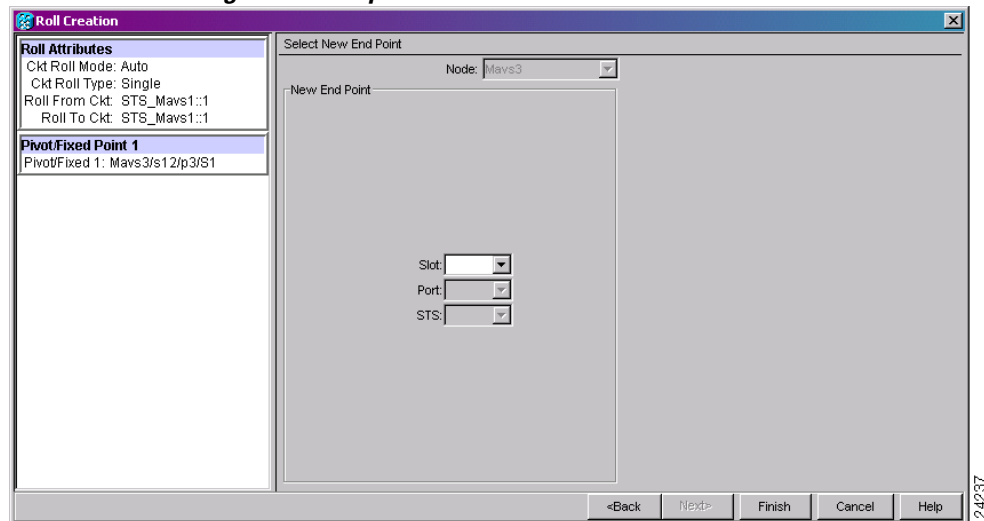 Roll Creation
Roll Attributes
Ckt Roll Mode: Auto
Ckt Roll Type: Single
Roll From Ckt: STS_Mavs1::1
Roll To Ckt: STS_Mavs1::1
Pivot/Fixed Point 1
Pivot/Fixed 1: Mavs3/s12/p3/S1
Select New End Point
Node: Mavs3
New End Point
Slot:
Port:
STS:
<Back Next> Finish Cancel Help
24237